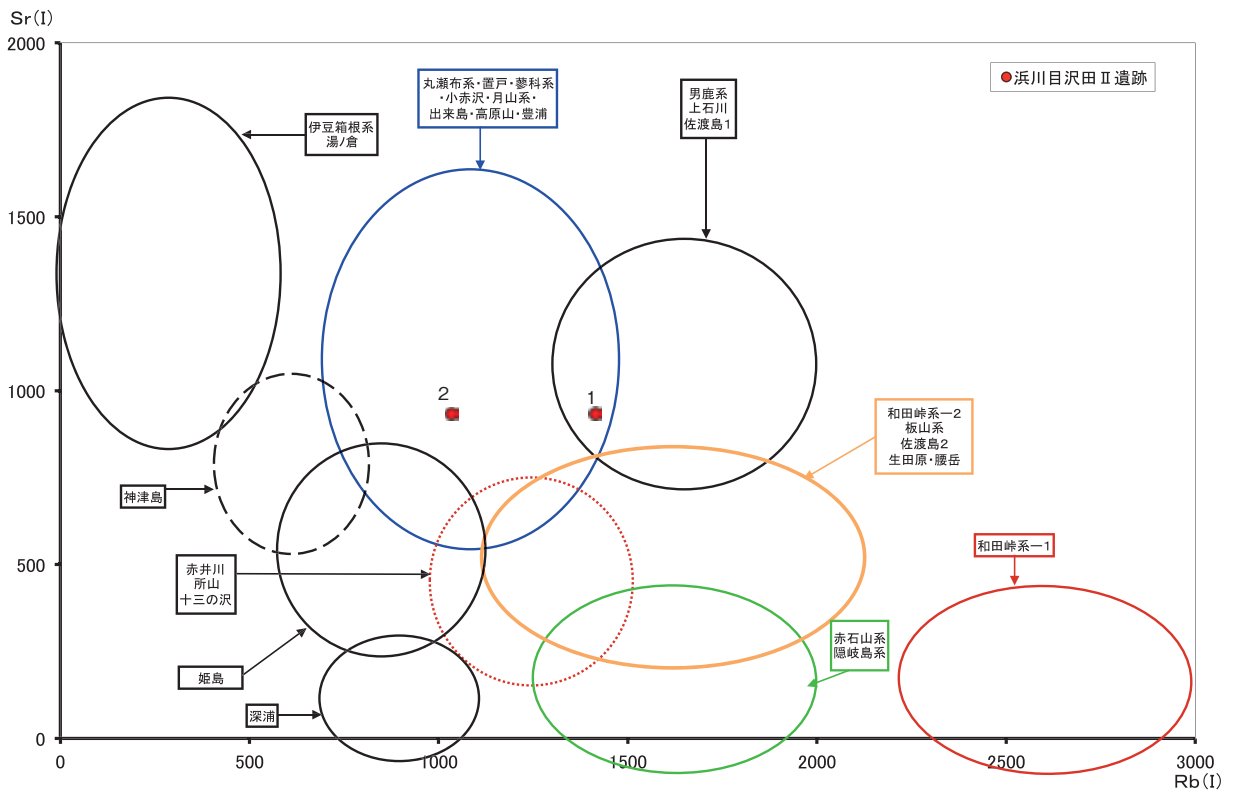 Sr(I)
2000
1500
1000
500
0
0
500
1000
1500
2000
2500
3000
Rb(I)
●浜川目沢田Ⅱ遺跡
伊豆箱根系
湯ノ倉
丸瀬布系・置戸・蓼科系
・小赤沢・月山系・
出来島・高原山・豊浦
男鹿系
上石川
佐渡島1
2
1
和田峠系―2
板山系
佐渡島2
生田原・腰岳
神津島
赤井川
所山
十三の沢
姫島
深浦
和田峠系―1
赤石山系
隠岐島系